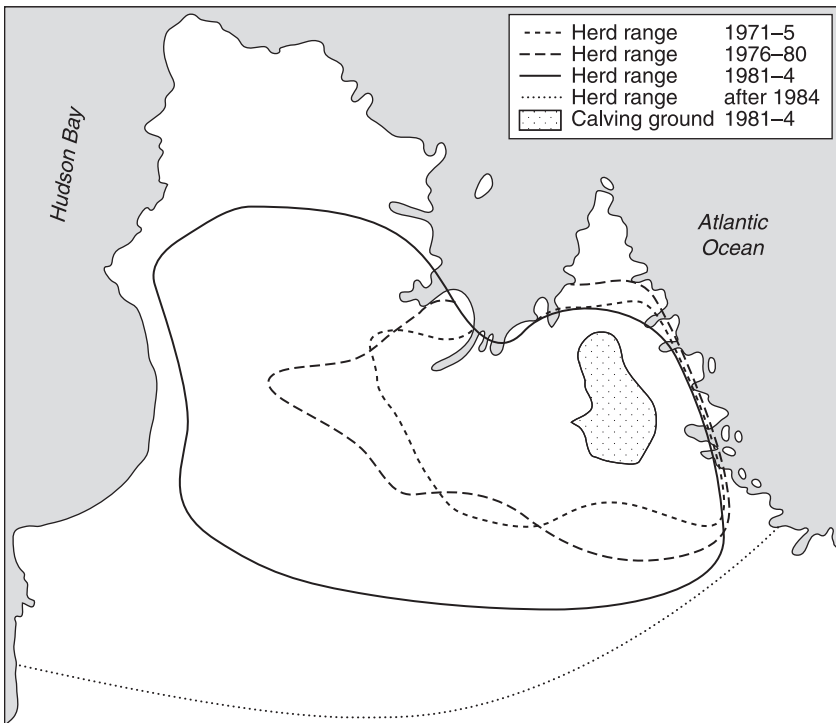 Herd range 1971–5
Herd range 1976–80
Herd range 1981–4
Herd range after 1984
Calving ground 1981–4
Hudson Bay
Atlantic
Ocean